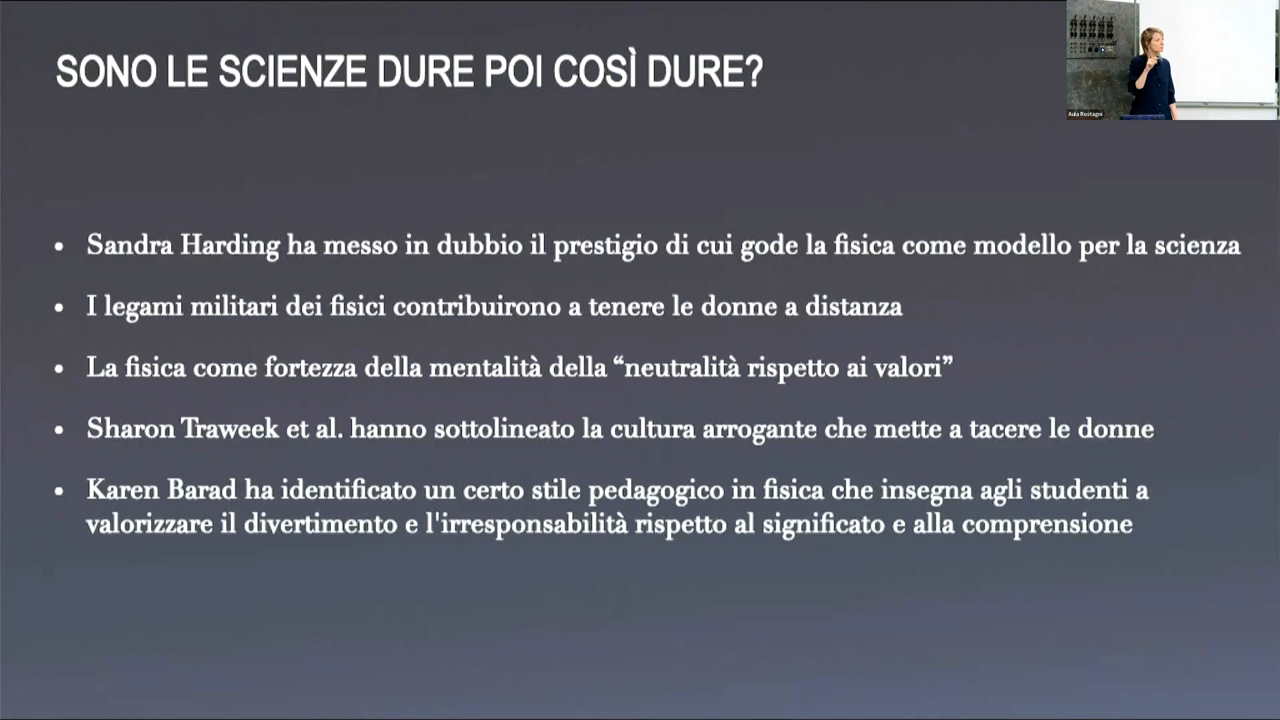 SONO LE SCIENZE DURE POI COSÌ DURE?
Aula Rostagni
• Sandra Harding ha messo in dubbio il prestigio di cui gode la fisica come modello per la scienza
• I legami militari dei fisici contribuirono a tenere le donne a distanza
• La fisica come fortezza della mentalità della “neutralità rispetto ai valori”
• Sharon Traweek et al. hanno sottolineato la cultura arrogante che mette a tacere le donne
• Karen Barad ha identificato un certo stile pedagogico in fisica che insegna agli studenti a
valorizzare il divertimento e l'irresponsabilità rispetto al significato e alla comprensione